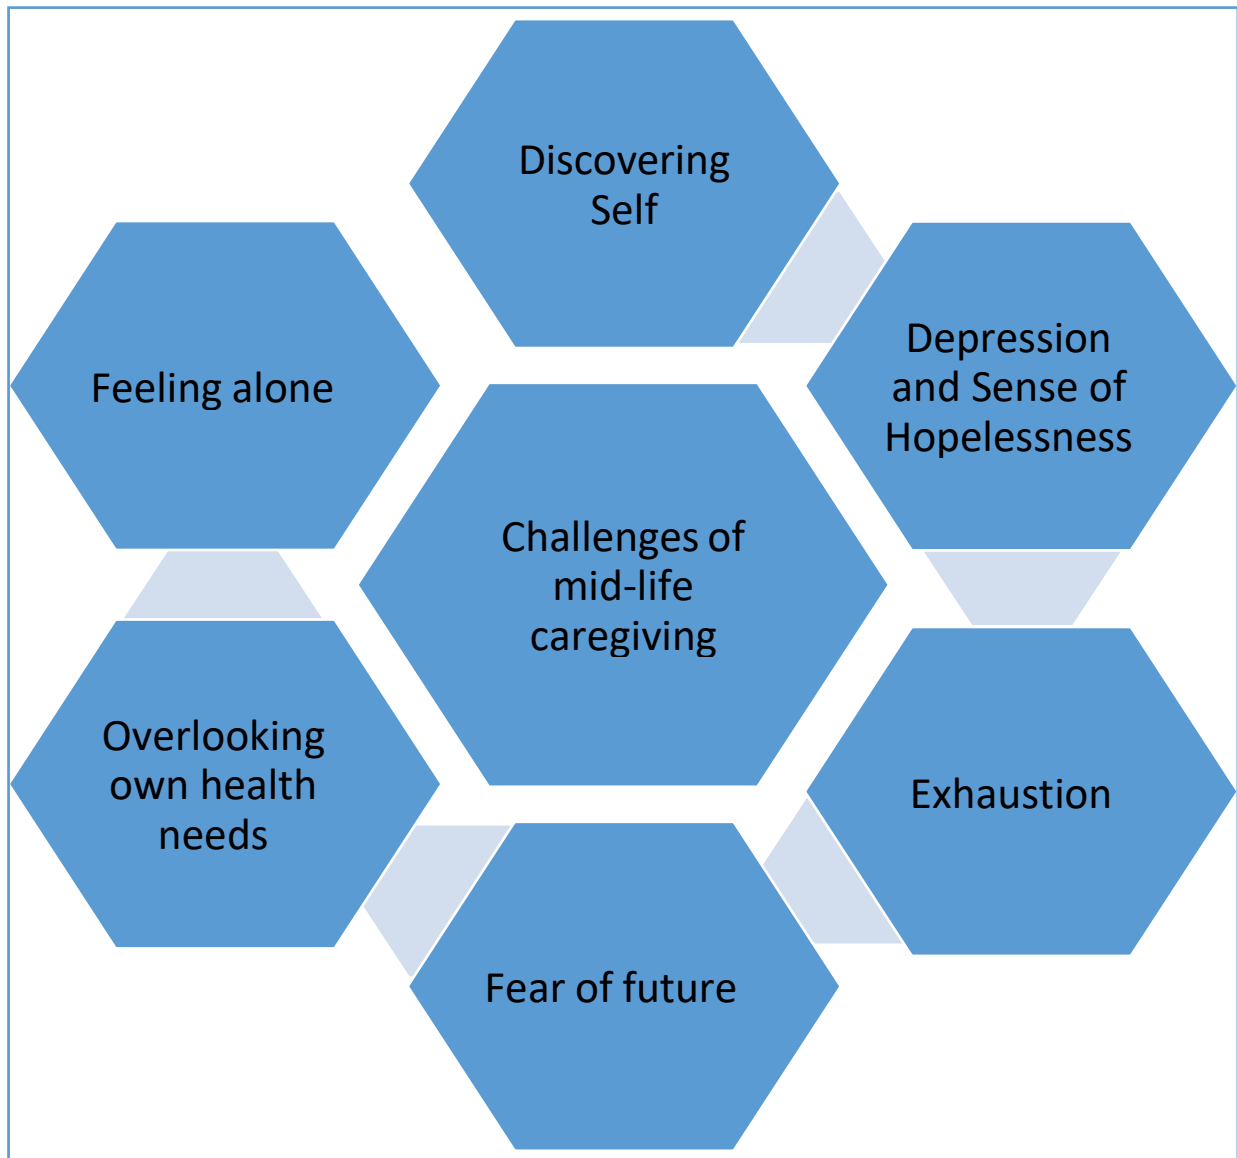 Discovering
Self
Depression
and Sense of
Hopelessness
Feeling alone
Challenges of
mid-life
caregiving
Overlooking
own health
needs
Exhaustion
Fear of future